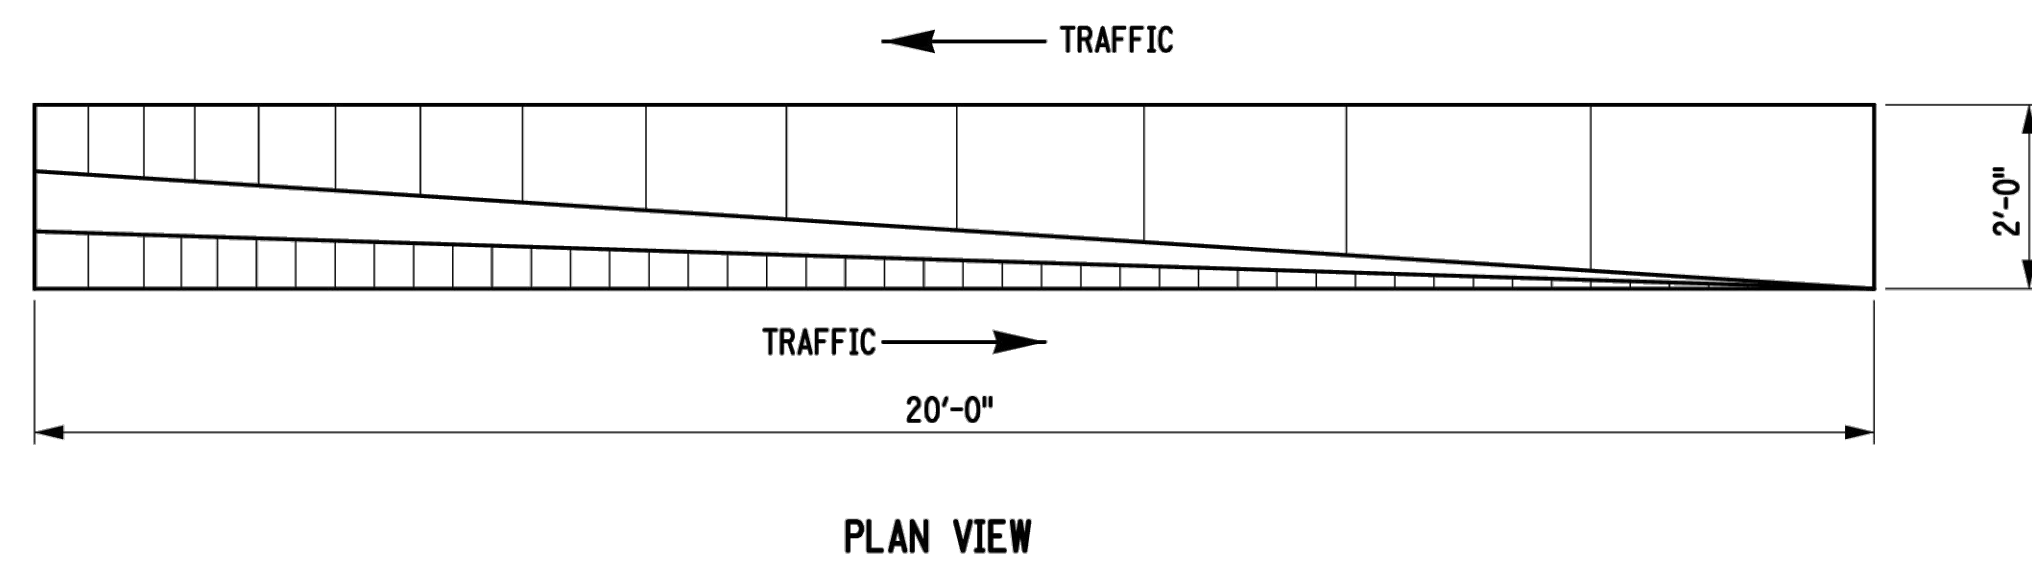 TRAFFIC
2'-0"
TRAFFIC
20'-0"
PLAN VIEW